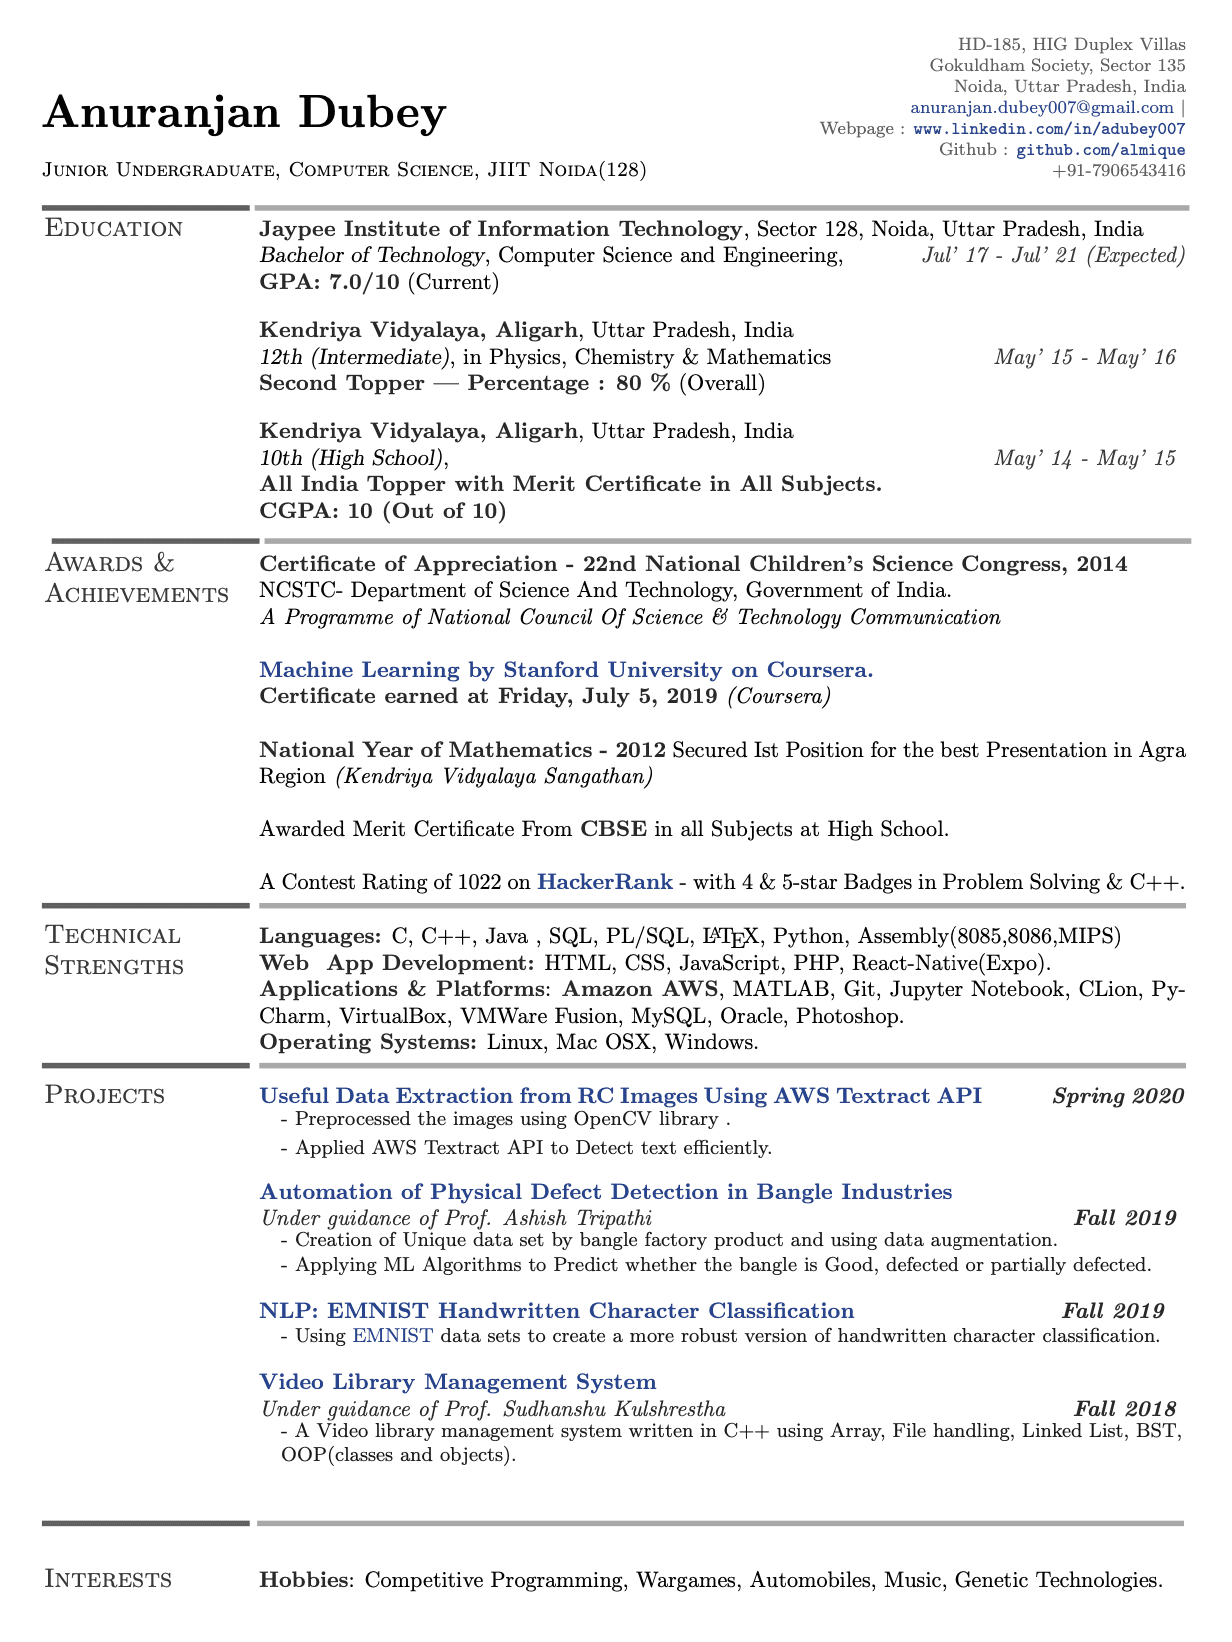 HD-185, HIG Duplex Villas
Gokuldham Society, Sector 135
Noida, Uttar Pradesh, India
anuranjan.dubey007@gmail.com |
Webpage : www.linkedin.com/in/adubey007
Github : github.com/almique
+91-7906543416
Anuranjan Dubey
Junior Undergraduate, Computer Science, JIIT Noida(128)
Education
Jaypee Institute of Information Technology, Sector 128, Noida, Uttar Pradesh, India
Bachelor of Technology, Computer Science and Engineering, Jul' 17 - Jul' 21 (Expected)
GPA: 7.0/10 (Current)
Kendriya Vidyalaya, Aligarh, Uttar Pradesh, India
12th (Intermediate), in Physics, Chemistry & Mathematics May' 15 - May' 16
Second Topper — Percentage : 80 % (Overall)
Kendriya Vidyalaya, Aligarh, Uttar Pradesh, India
10th (High School), May' 14 - May' 15
All India Topper with Merit Certificate in All Subjects.
CGPA: 10 (Out of 10)
Awards &
Achievements
Certificate of Appreciation - 22nd National Children's Science Congress, 2014
NCSTC- Department of Science And Technology, Government of India.
A Programme of National Council Of Science & Technology Communication
Machine Learning by Stanford University on Coursera.
Certificate earned at Friday, July 5, 2019 (Coursera)
National Year of Mathematics - 2012 Secured Ist Position for the best Presentation in Agra
Region (Kendriya Vidyalaya Sangathan)
Awarded Merit Certificate From CBSE in all Subjects at High School.
A Contest Rating of 1022 on HackerRank - with 4 & 5-star Badges in Problem Solving & C++.
Technical
Strengths
Languages: C, C++, Java , SQL, PL/SQL, LATEX, Python, Assembly(8085,8086,MIPS)
Web App Development: HTML, CSS, JavaScript, PHP, React-Native(Expo).
Applications & Platforms: Amazon AWS, MATLAB, Git, Jupyter Notebook, CLion, Py-
Charm, VirtualBox, VMWare Fusion, MySQL, Oracle, Photoshop.
Operating Systems: Linux, Mac OSX, Windows.
Projects
Useful Data Extraction from RC Images Using AWS Textract API Spring 2020
- Preprocessed the images using OpenCV library .
- Applied AWS Textract API to Detect text efficiently.
Automation of Physical Defect Detection in Bangle Industries
Under guidance of Prof. Ashish Tripathi Fall 2019
- Creation of Unique data set by bangle factory product and using data augmentation.
- Applying ML Algorithms to Predict whether the bangle is Good, defected or partially defected.
NLP: EMNIST Handwritten Character Classification Fall 2019
- Using EMNIST data sets to create a more robust version of handwritten character classification.
Video Library Management System
Under guidance of Prof. Sudhanshu Kulshrestha Fall 2018
- A Video library management system written in C++ using Array, File handling, Linked List, BST,
OOP(classes and objects).
Interests
Hobbies: Competitive Programming, Wargames, Automobiles, Music, Genetic Technologies.